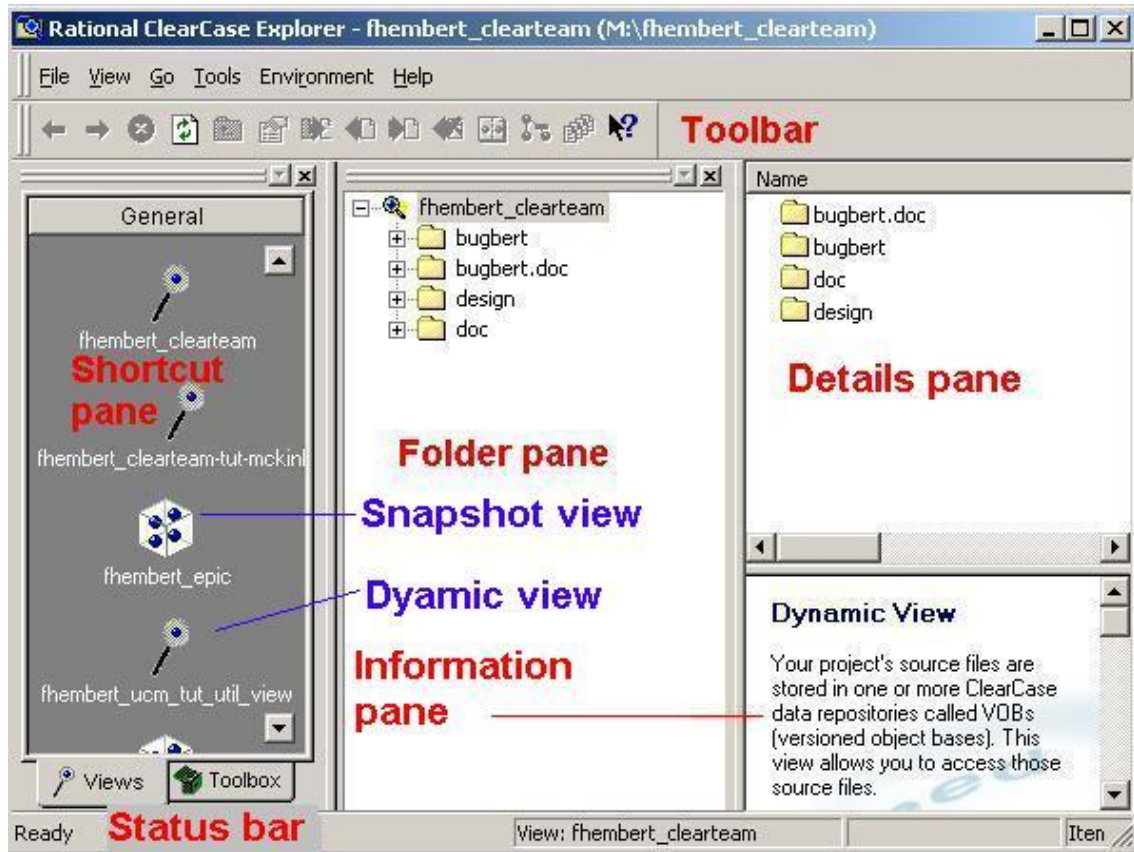 Rational ClearCase Explorer - fhembert_clearteam (M:\fhembert_clearteam)
File View Go Tools Environment Help
Toolbar
General
fhembert_clearteam
Shortcut
pane
fhembert_clearteam-tut-mckinl
fhembert_epic
fhembert_ucm_tut_util_view
Views Toolbox
fhembert_clearteam
bugbert
bugbert.doc
design
doc
Folder pane
Snapshot view
Dyamic view
Information
pane
Name
bugbert.doc
bugbert
doc
design
Details pane
Dynamic View
Your project's source files are
stored in one or more ClearCase
data repositories called VOBs
(versioned object bases). This
view allows you to access those
source files.
Ready Status bar View: fhembert_clearteam Iten